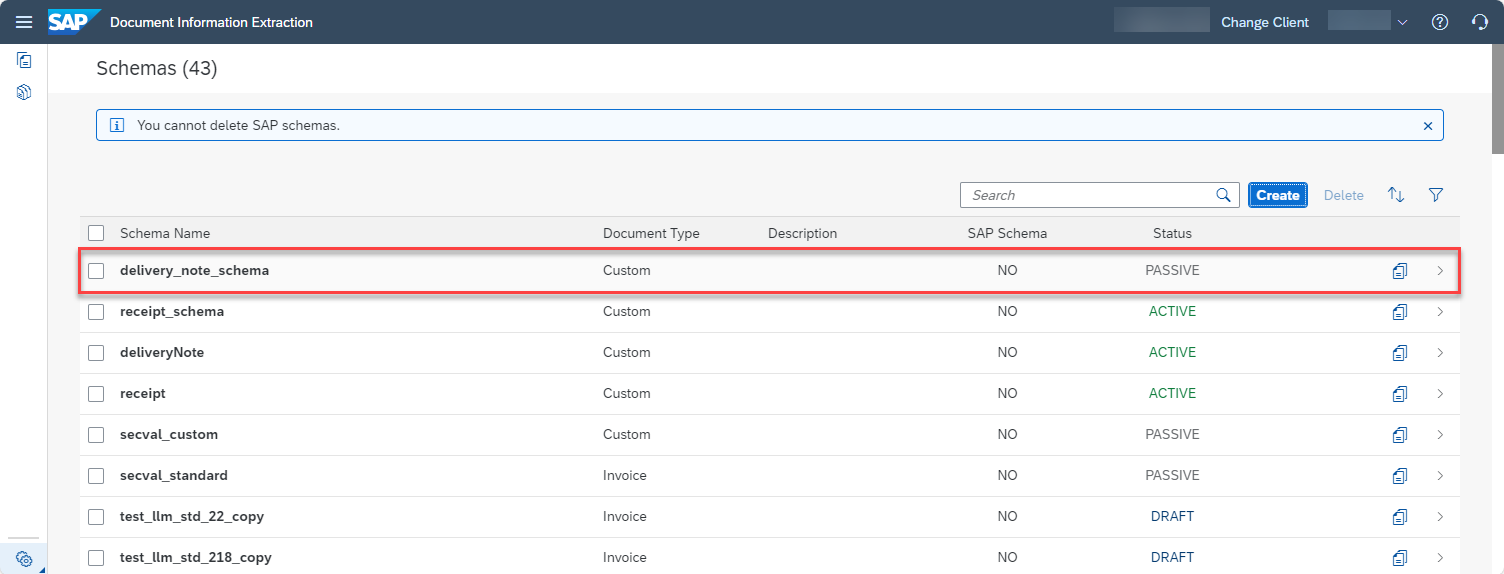 SAP Document Information Extraction Change Client
Schemas (43)
You cannot delete SAP schemas.
Search Create Delete
Schema Name Document Type Description SAP Schema Status
delivery_note_schema Custom NO PASSIVE
receipt_schema Custom NO ACTIVE
deliveryNote Custom NO ACTIVE
receipt Custom NO ACTIVE
secval_custom Custom NO PASSIVE
secval_standard Invoice NO PASSIVE
test_llm_std_22_copy Invoice NO DRAFT
test_llm_std_218_copy Invoice NO DRAFT